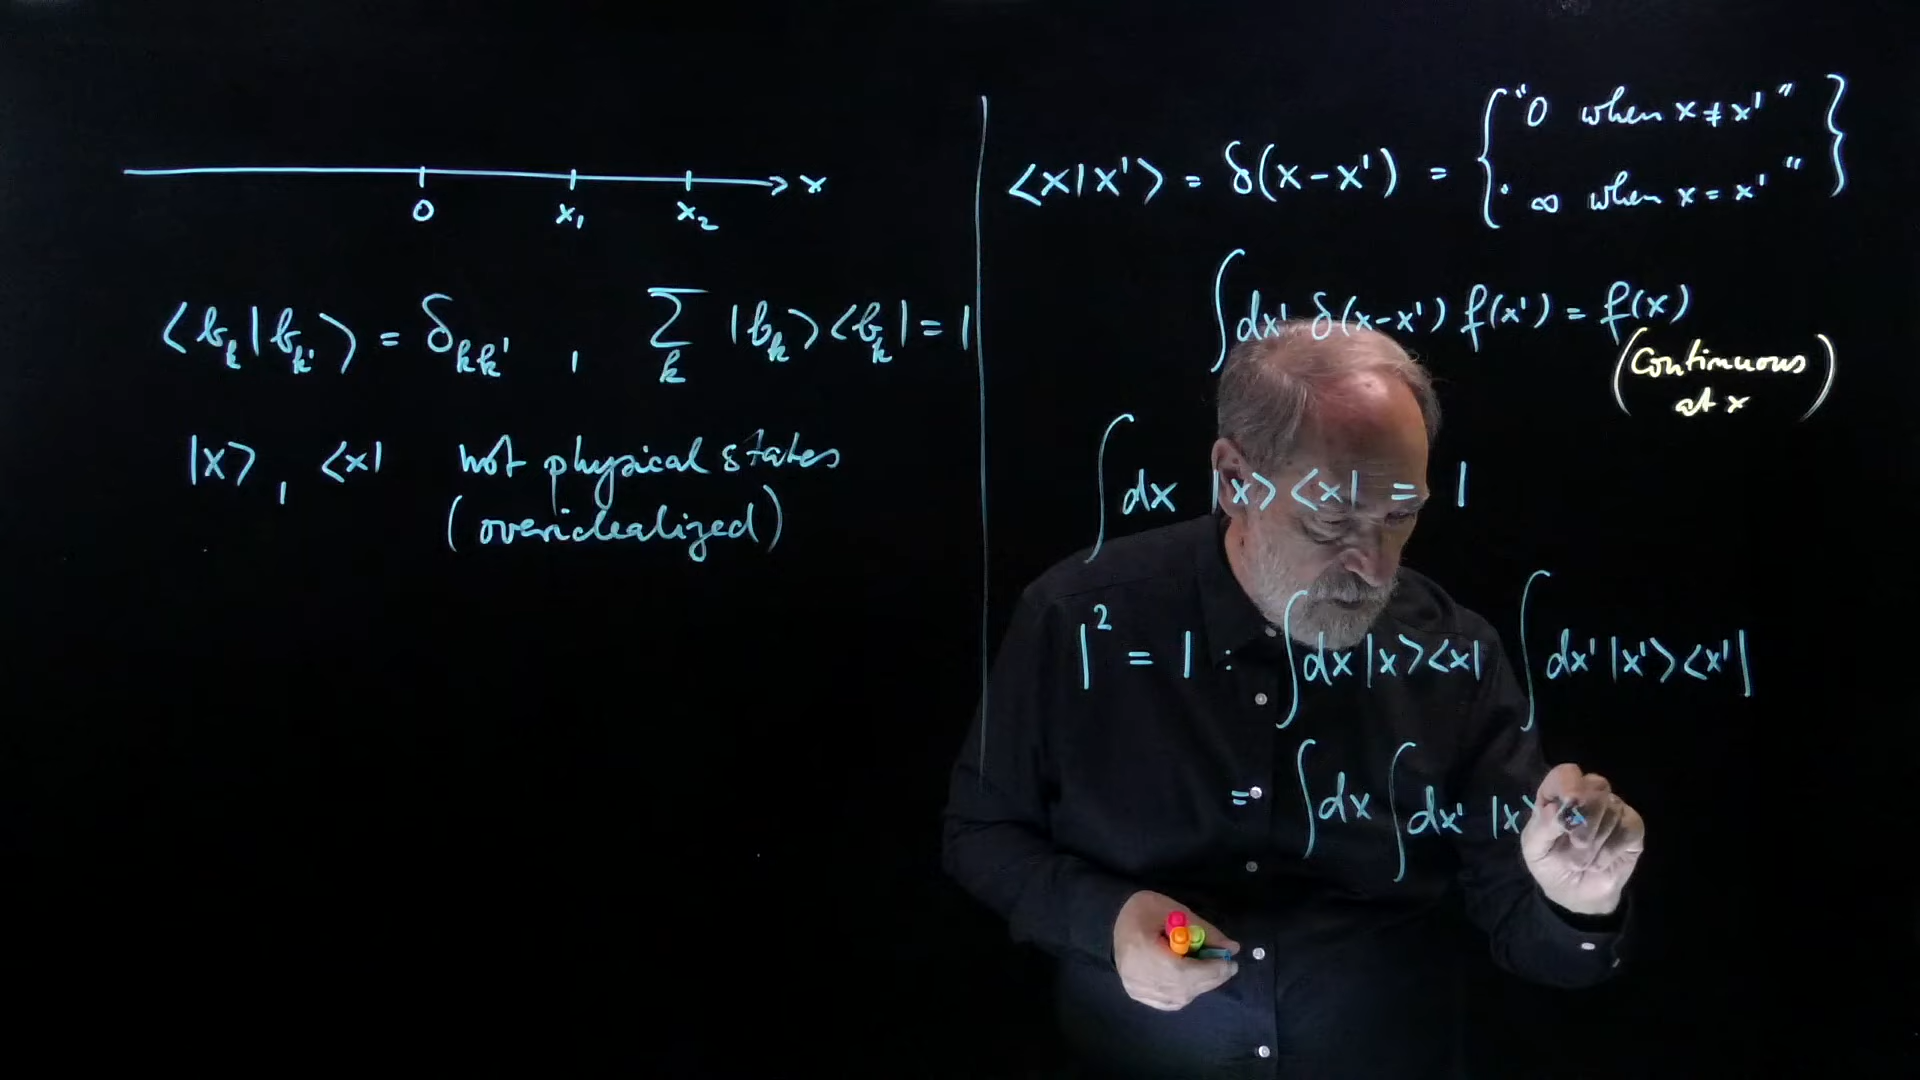 x
0 x₁ x₂
⟨b_k|b_k'⟩ = δ_kk' , ∑_k |b_k⟩⟨b_k| = 1
|x⟩ , ⟨x| not physical states
(overidealized)
⟨x|x'⟩ = δ(x-x') = { "0 when x ≠ x'"
"∞ when x = x'" }
∫dx' δ(x-x') f(x') = f(x)
(continuous
at x)
∫dx |x⟩⟨x| = 1
1² = 1 : ∫dx|x⟩⟨x| ∫dx'|x'⟩⟨x'|
= ∫dx ∫dx' |x⟩⟨x